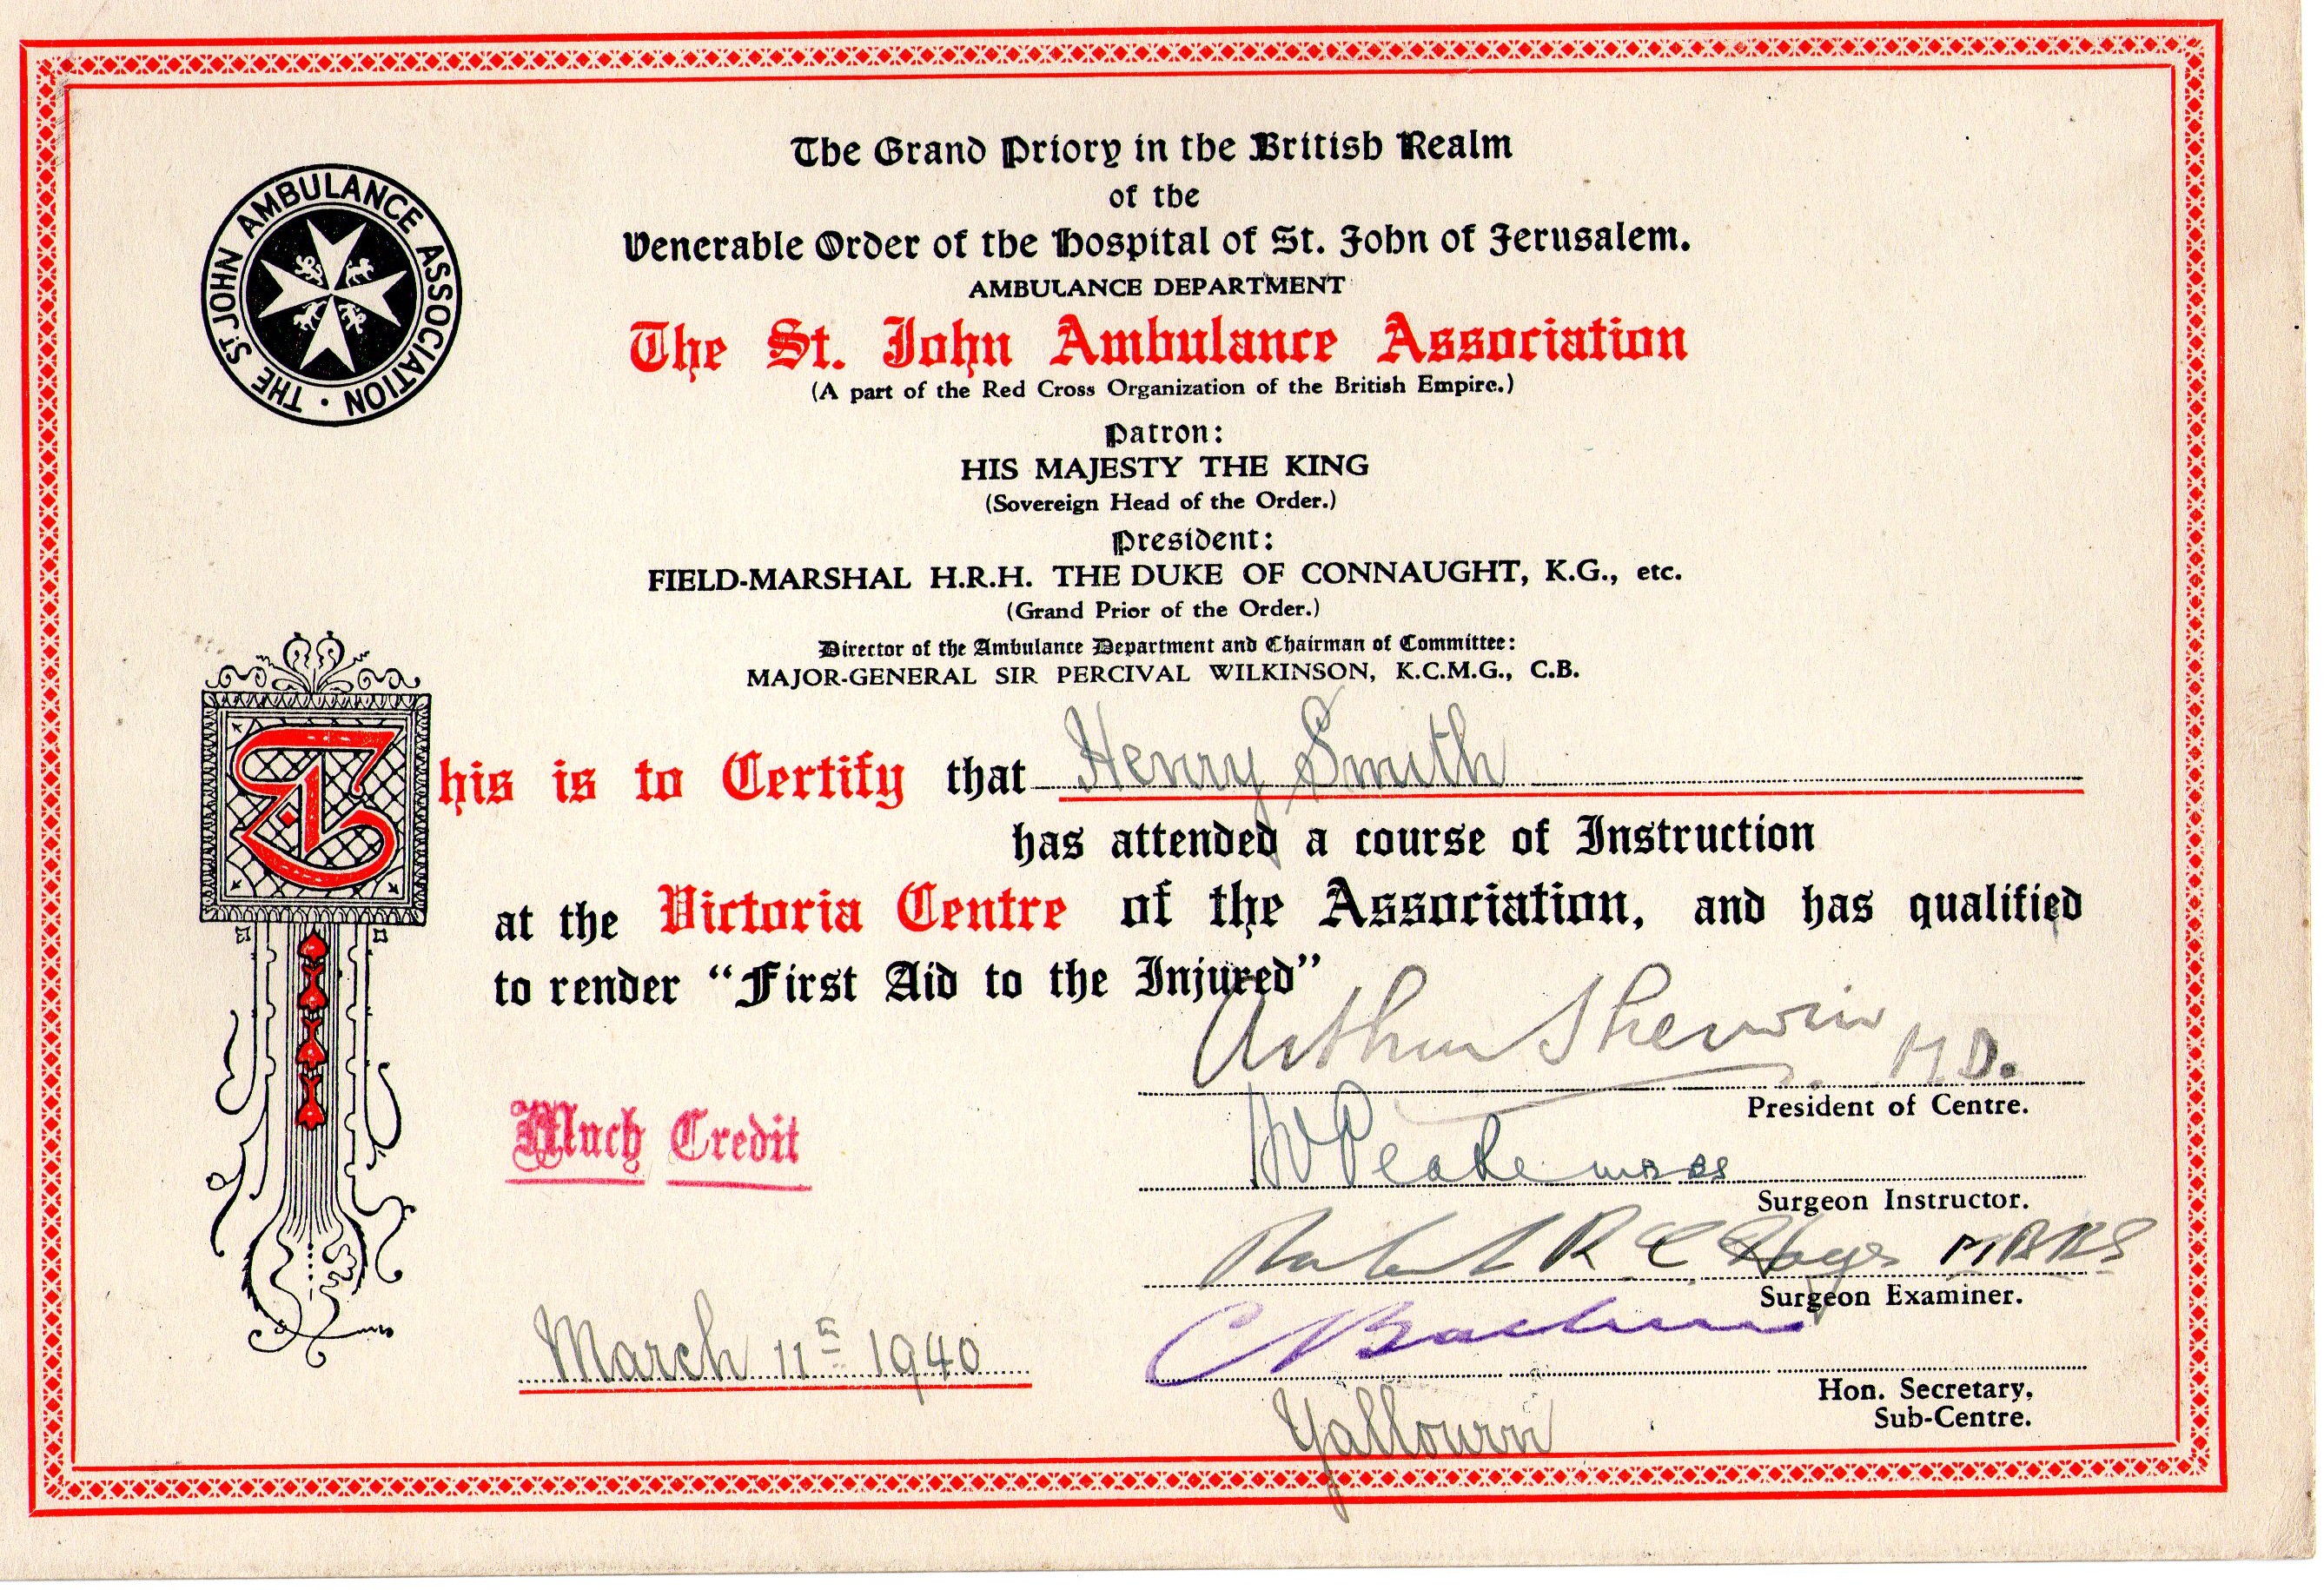 THE ST JOHN AMBULANCE ASSOCIATION
The Grand Priory in the British Realm
of the
Venerable Order of the Hospital of St. John of Jerusalem.
AMBULANCE DEPARTMENT
The St. John Ambulance Association
(A part of the Red Cross Organization of the British Empire.)
Patron:
HIS MAJESTY THE KING
(Sovereign Head of the Order.)
President:
FIELD-MARSHAL H.R.H. THE DUKE OF CONNAUGHT, K.G., etc.
(Grand Prior of the Order.)
Director of the Ambulance Department and Chairman of Committee:
MAJOR-GENERAL SIR PERCIVAL WILKINSON, K.C.M.G., C.B.
This is to Certify that Henry Smith
has attended a course of Instruction
at the Victoria Centre of the Association, and has qualified
to render “First Aid to the Injured”
Arthur Sherwin M.D.
President of Centre.
Much Credit
Peake
Surgeon Instructor.
Robert R C
Surgeon Examiner.
March 11th 1940
Hon. Secretary,
Sub-Centre.
Yallourn